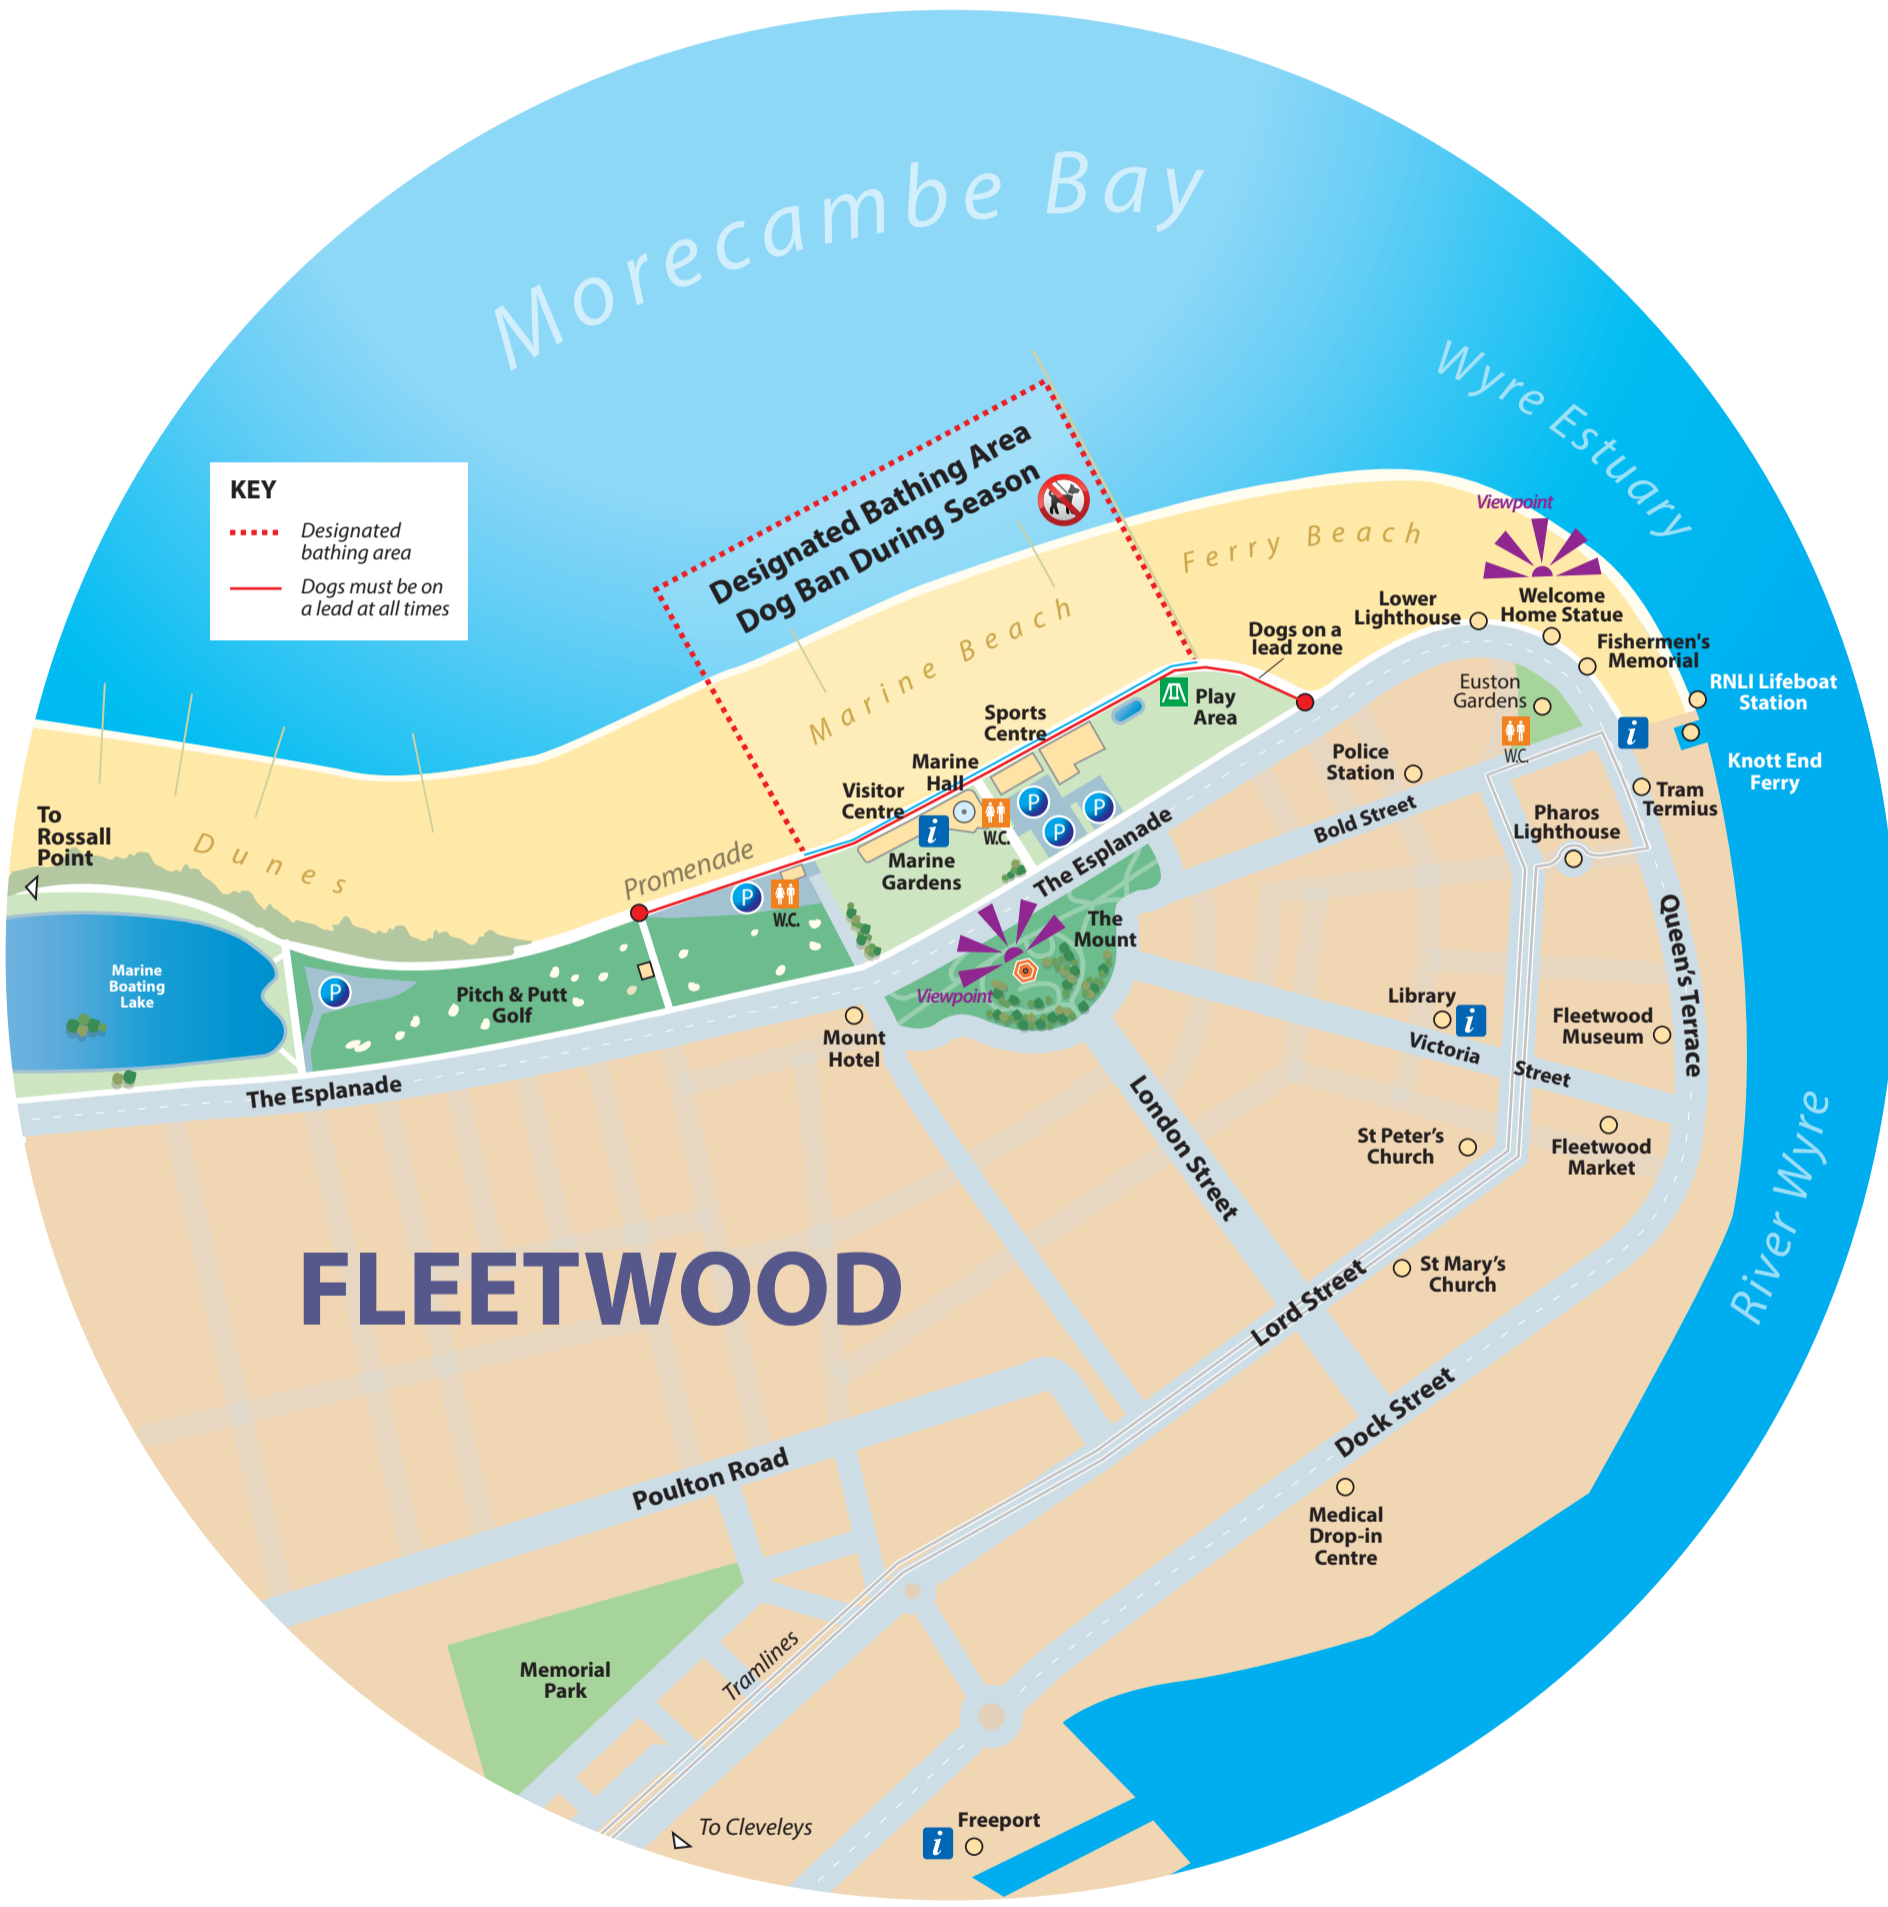 Morecambe Bay
Wyre Estuary
KEY
Designated
bathing area
Dogs must be on
a lead at all times
Designated Bathing Area
Dog Ban During Season
Viewpoint
Ferry Beach
Marine Beach
Dogs on a
lead zone
Lower
Lighthouse
Welcome
Home Statue
Fishermen's
Memorial
RNLI Lifeboat
Station
Knott End
Ferry
Euston
Gardens
W.C.
i
Tram
Termius
Play
Area
Sports
Centre
Marine
Hall
Visitor
Centre
i
W.C.
P
P
P
Marine
Gardens
Police
Station
Bold Street
Pharos
Lighthouse
The Esplanade
To
Rossall
Point
Dunes
Promenade
P
W.C.
The
Mount
Viewpoint
Marine
Boating
Lake
P
Pitch & Putt
Golf
Mount
Hotel
The Esplanade
Library
i
Victoria
Street
Fleetwood
Museum
Queen's Terrace
London Street
St Peter's
Church
Fleetwood
Market
River Wyre
FLEETWOOD
St Mary's
Church
Lord Street
Dock Street
Poulton Road
Medical
Drop-in
Centre
Memorial
Park
Tramlines
To Cleveleys
Freeport
i